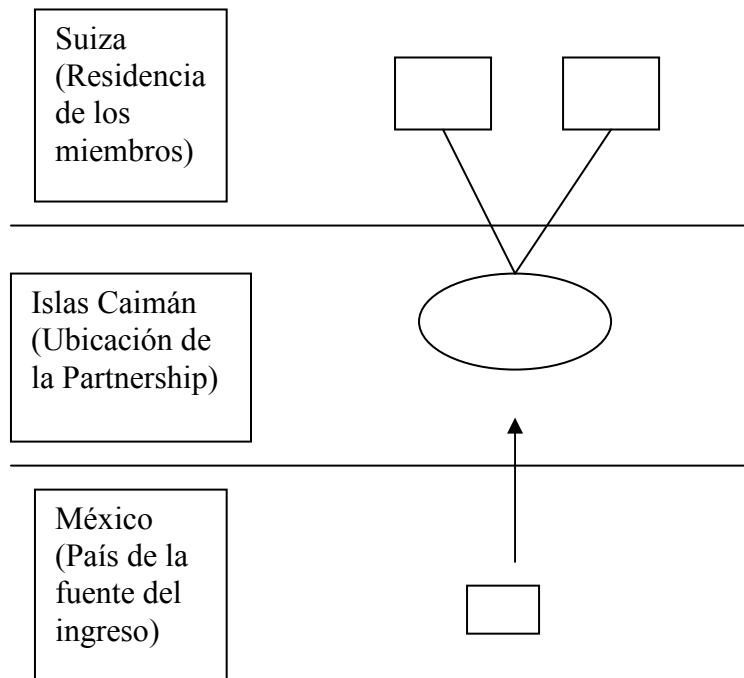 Suiza
(Residencia
de los
miembros)
Islas Caimán
(Ubicación de
la Partnership)
México
(País de la
fuente del
ingreso)